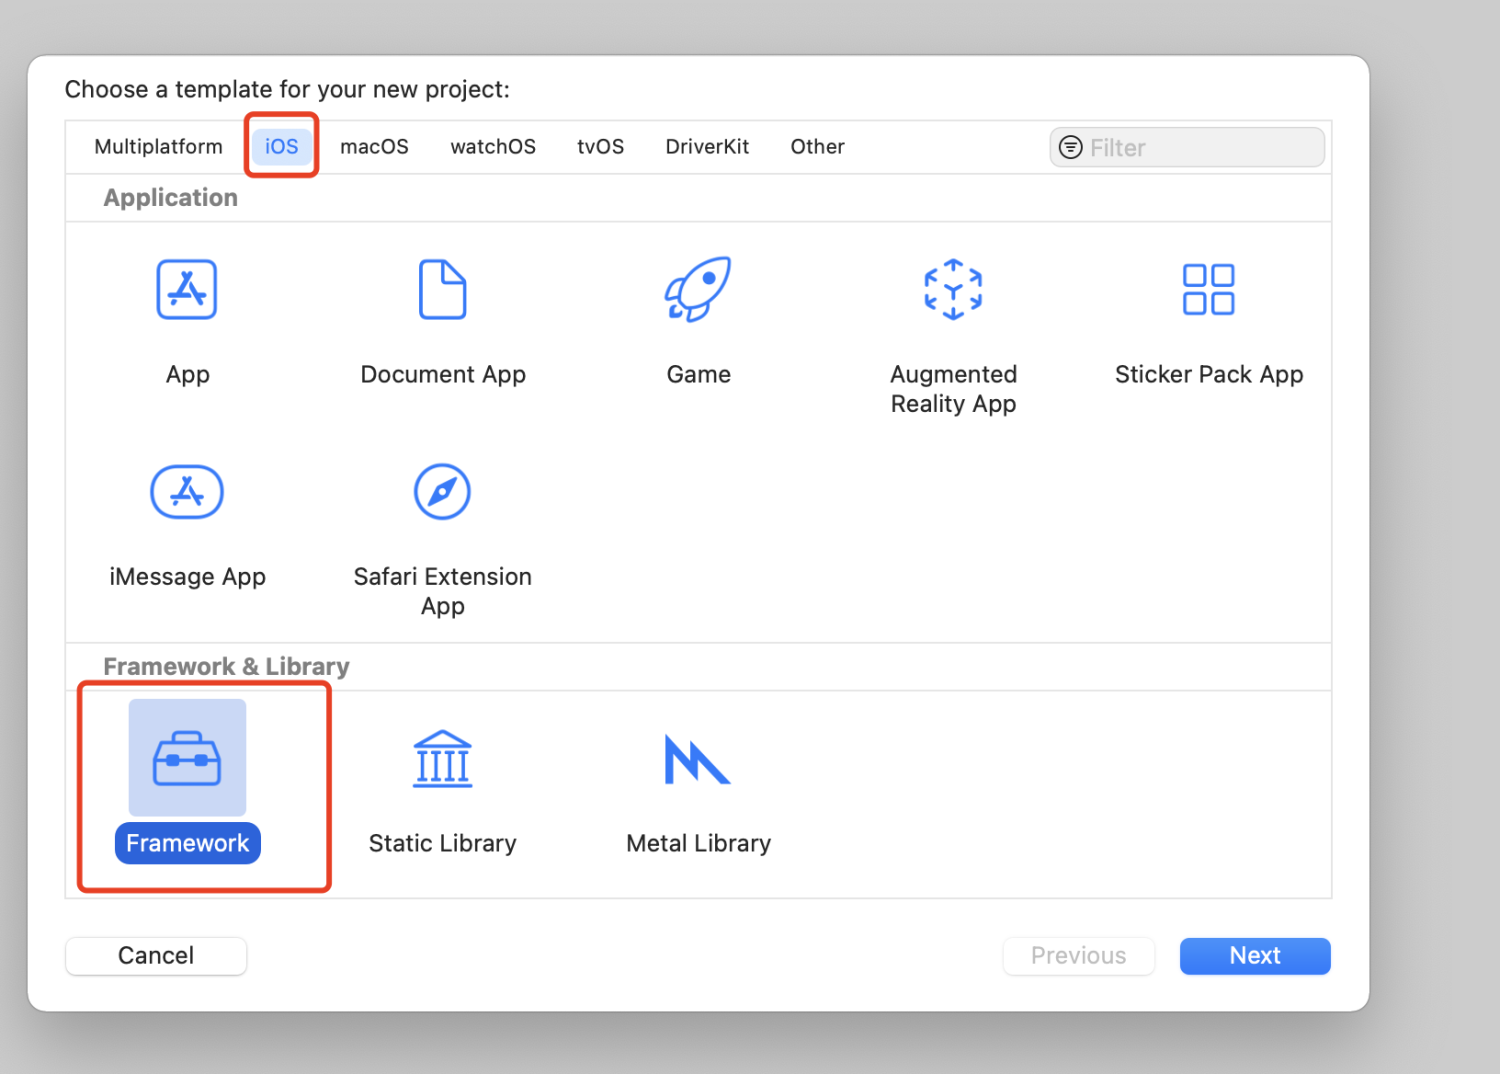 Choose a template for your new project:
Multiplatform iOS macOS watchOS tvOS DriverKit Other Filter
Application
App Document App Game Augmented Reality App Sticker Pack App
iMessage App Safari Extension App
Framework & Library
Framework Static Library Metal Library
Cancel Previous Next